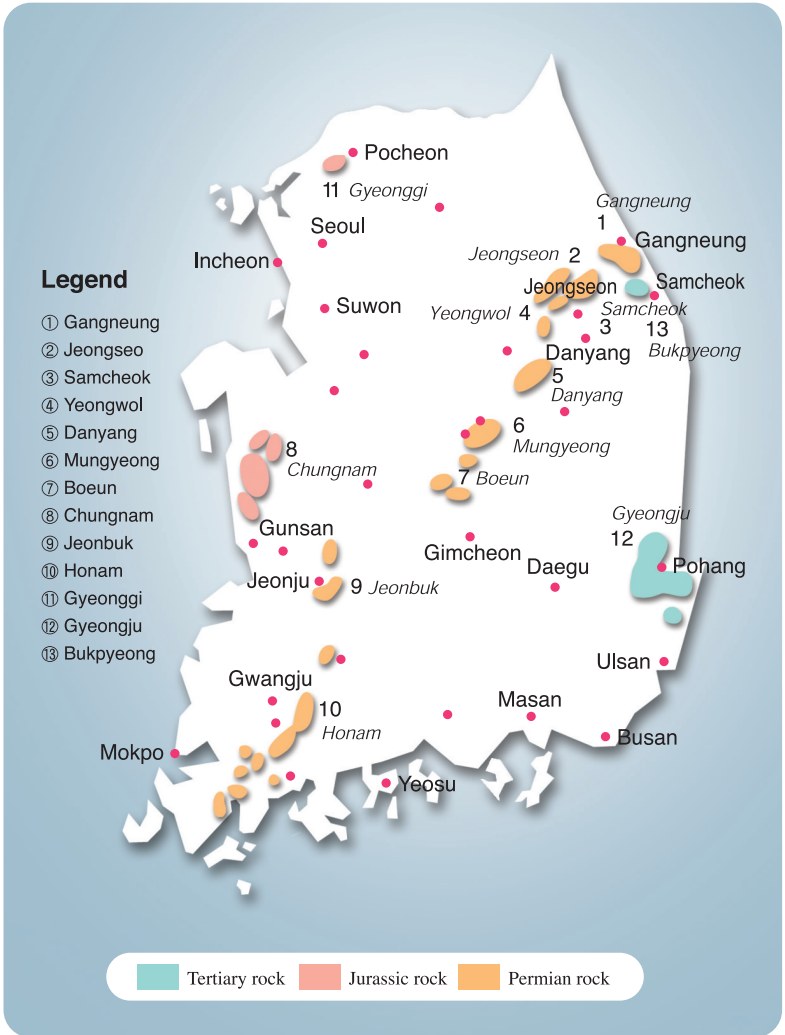 Pocheon
11 Gyeonggi
Gangneung
1
Seoul
Gangneung
Jeongseon 2
Incheon
Legend
Jeongseon
Samcheok
Suwon
Yeongwol 4
Samcheok
3
13
① Gangneung
② Jeongseo
③ Samcheok
④ Yeongwol
⑤ Danyang
⑥ Mungyeong
⑦ Boeun
⑧ Chungnam
⑨ Jeonbuk
⑩ Honam
⑪ Gyeonggi
⑫ Gyeongju
⑬ Bukpyeong
Danyang
Bukpyeong
5
Danyang
6
Mungyeong
8
Chungnam
7 Boeun
Gyeongju
12
Gunsan
Gimcheon
Daegu
Pohang
Jeonju
9 Jeonbuk
Ulsan
Gwangju
10
Honam
Masan
Busan
Mokpo
Yeosu
Tertiary rock
Jurassic rock
Permian rock